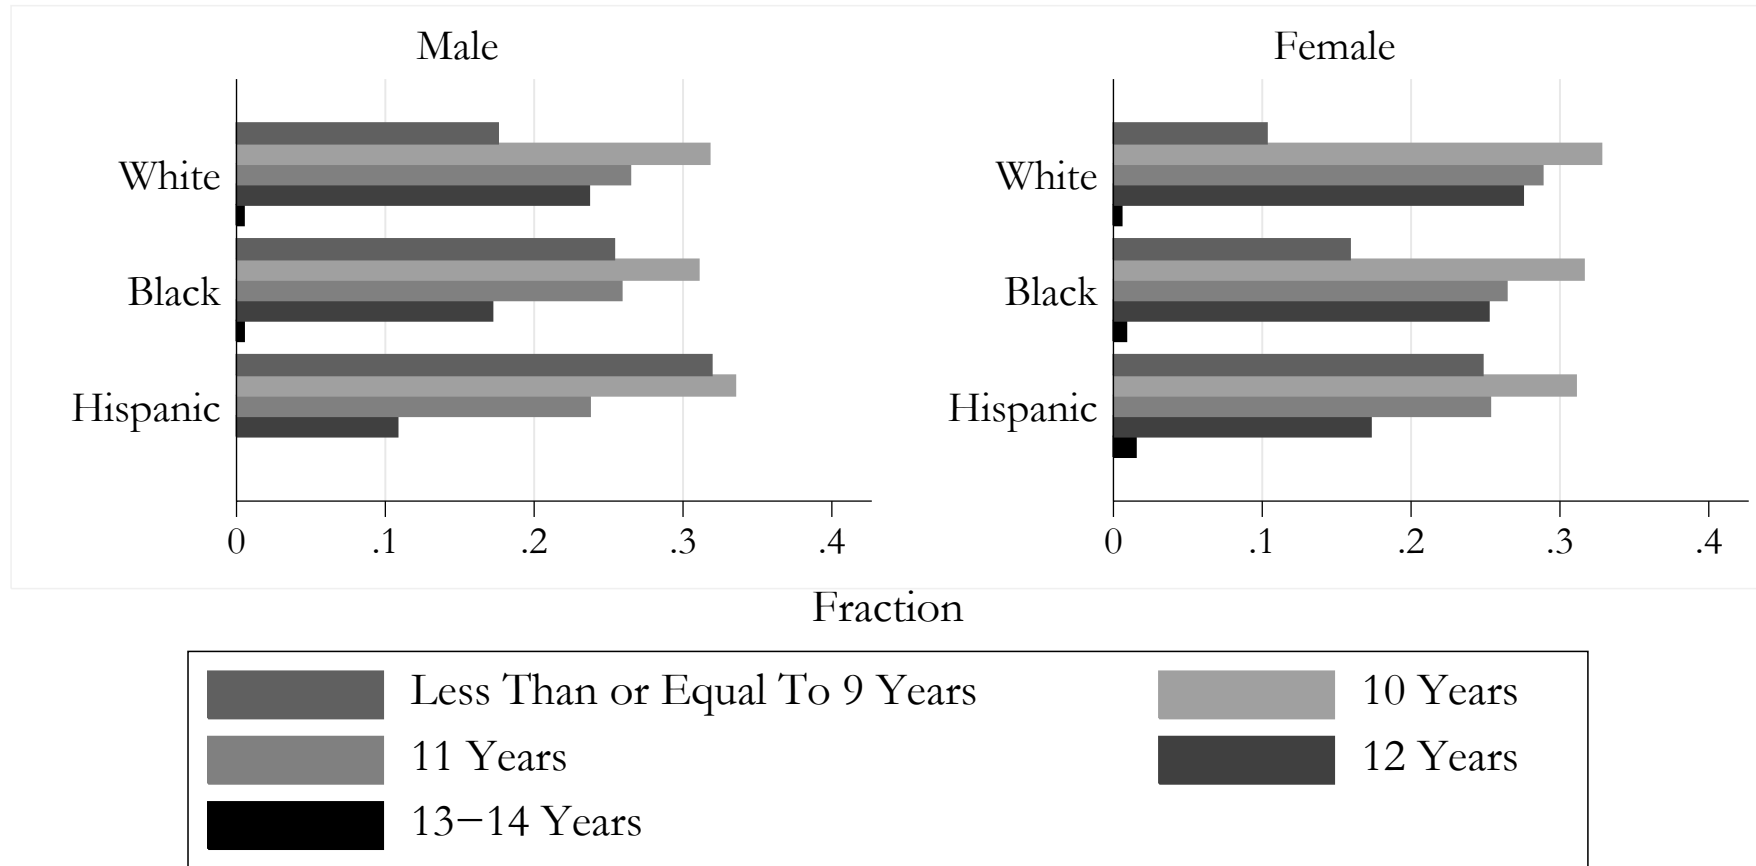 Male
White
Black
Hispanic
0 .1 .2 .3 .4
Female
White
Black
Hispanic
0 .1 .2 .3 .4
Fraction
Less Than or Equal To 9 Years
10 Years
11 Years
12 Years
13−14 Years